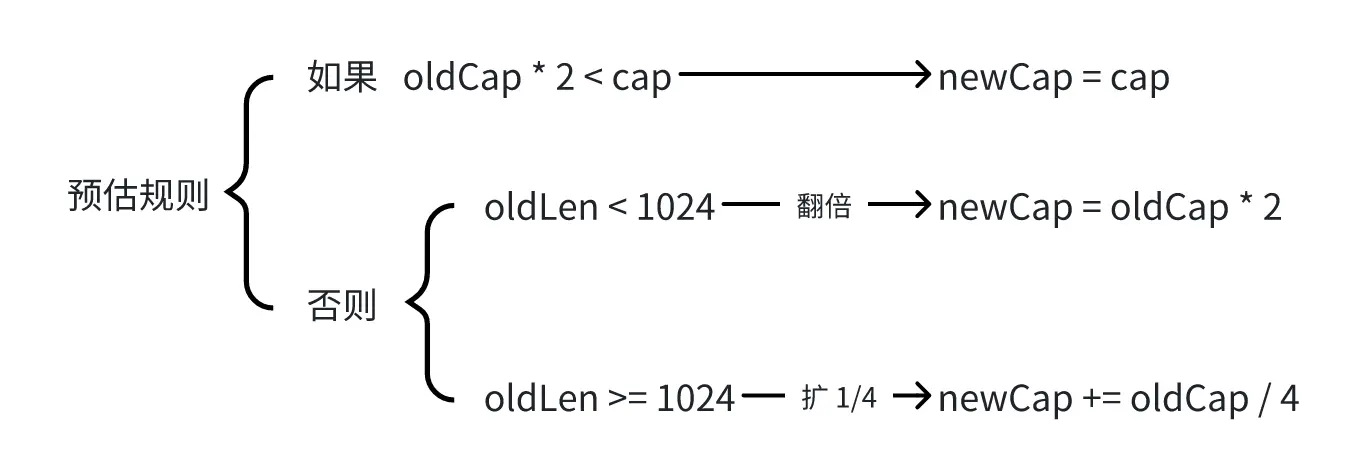 如果 oldCap * 2 < cap newCap = cap
预估规则
oldLen < 1024 翻倍 newCap = oldCap * 2
否则
oldLen >= 1024 扩 1/4 newCap += oldCap / 4